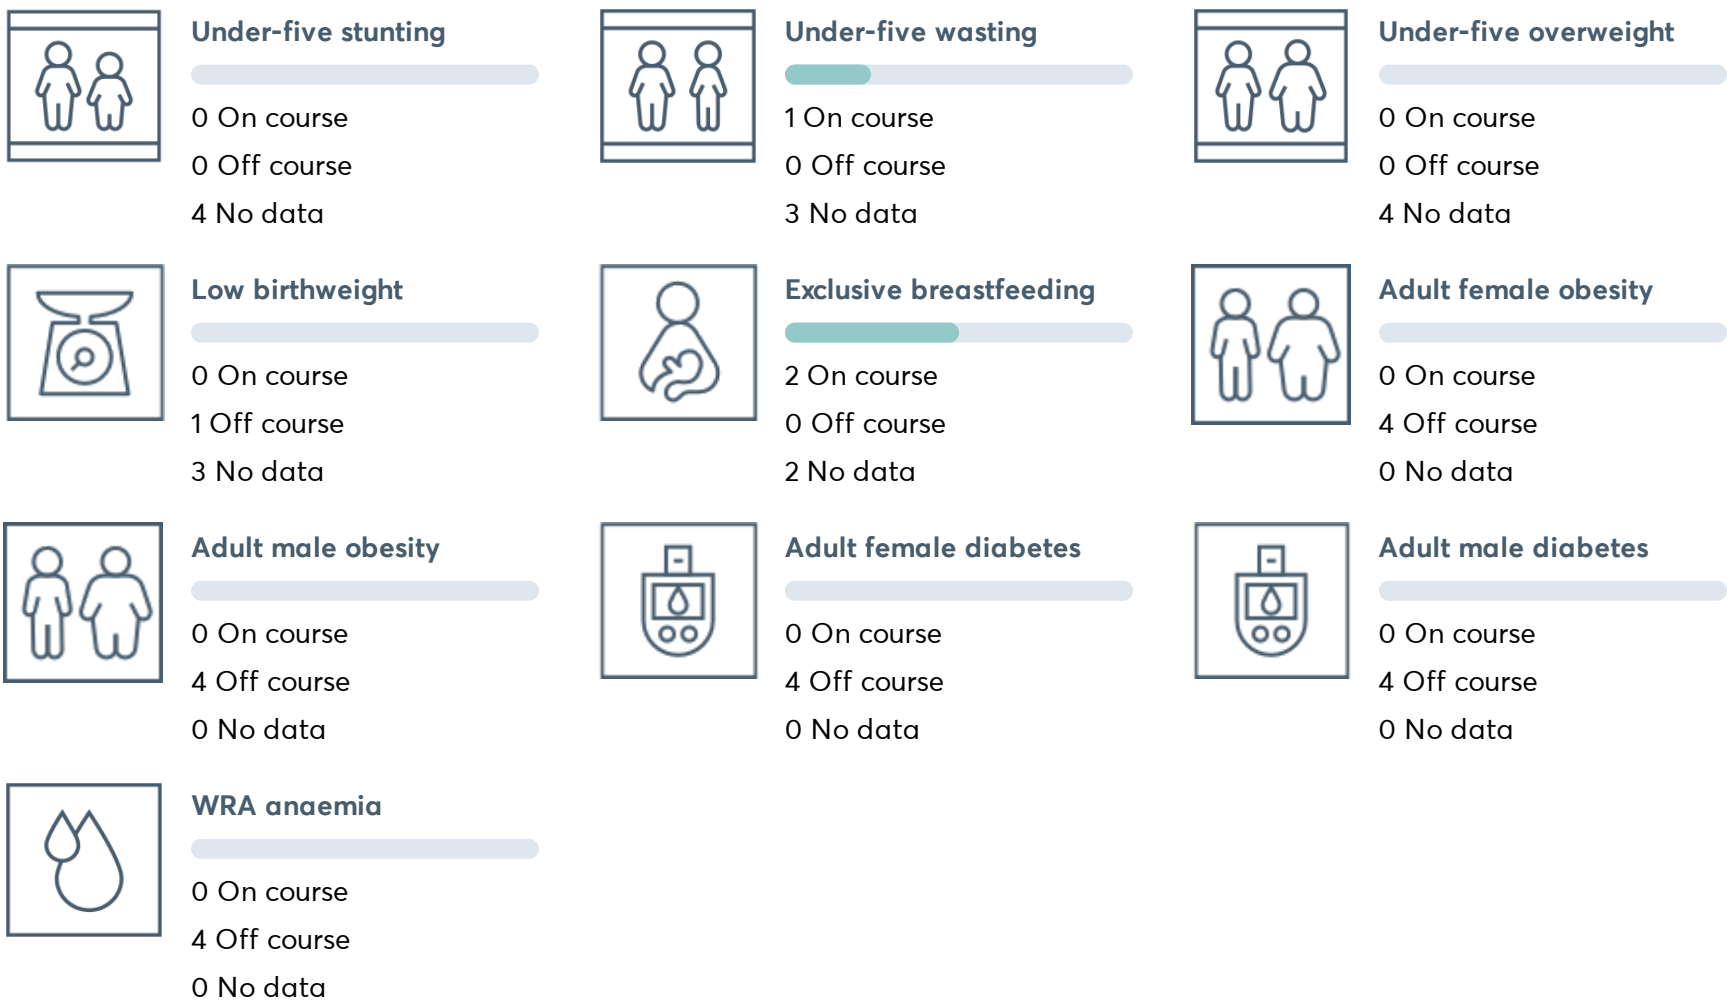 Under-five stunting
0 On course
0 Off course
4 No data
Under-five wasting
1 On course
0 Off course
3 No data
Under-five overweight
0 On course
0 Off course
4 No data
Low birthweight
0 On course
1 Off course
3 No data
Exclusive breastfeeding
2 On course
0 Off course
2 No data
Adult female obesity
0 On course
4 Off course
0 No data
Adult male obesity
0 On course
4 Off course
0 No data
Adult female diabetes
0 On course
4 Off course
0 No data
Adult male diabetes
0 On course
4 Off course
0 No data
WRA anaemia
0 On course
4 Off course
0 No data